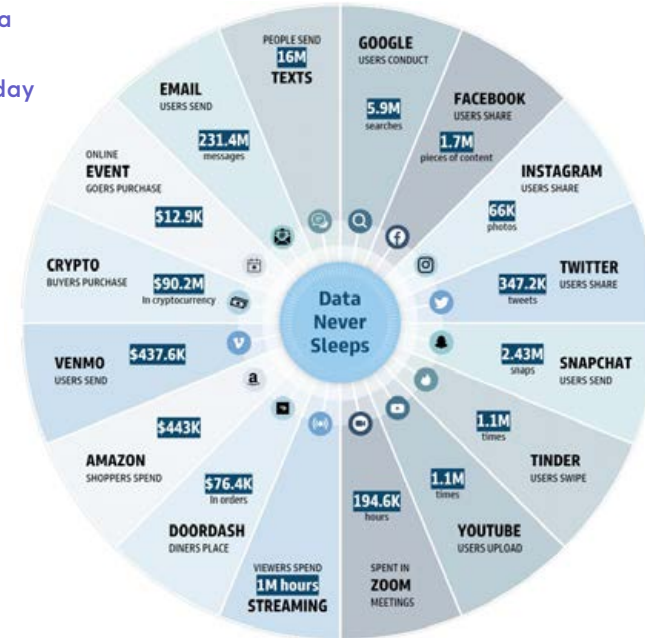 a
day
PEOPLE SEND
16M
TEXTS
GOOGLE
USERS CONDUCT
5.9M
searches
FACEBOOK
USERS SHARE
1.7M
pieces of content
INSTAGRAM
USERS SHARE
66K
photos
TWITTER
USERS SHARE
347.2K
tweets
SNAPCHAT
USERS SEND
2.43M
snaps
TINDER
USERS SWIPE
1.1M
times
YOUTUBE
USERS UPLOAD
1.1M
times
SPENT IN
ZOOM
MEETINGS
194.6K
hours
VIEWERS SPEND
1M hours
STREAMING
DOORDASH
DINERS PLACE
$76.4K
In orders
AMAZON
SHOPPERS SPEND
$443K
VENMO
USERS SEND
$437.6K
CRYPTO
BUYERS PURCHASE
$90.2M
In cryptocurrency
ONLINE
EVENT
GOERS PURCHASE
$12.9K
EMAIL
USERS SEND
231.4M
messages
Data
Never
Sleeps
a